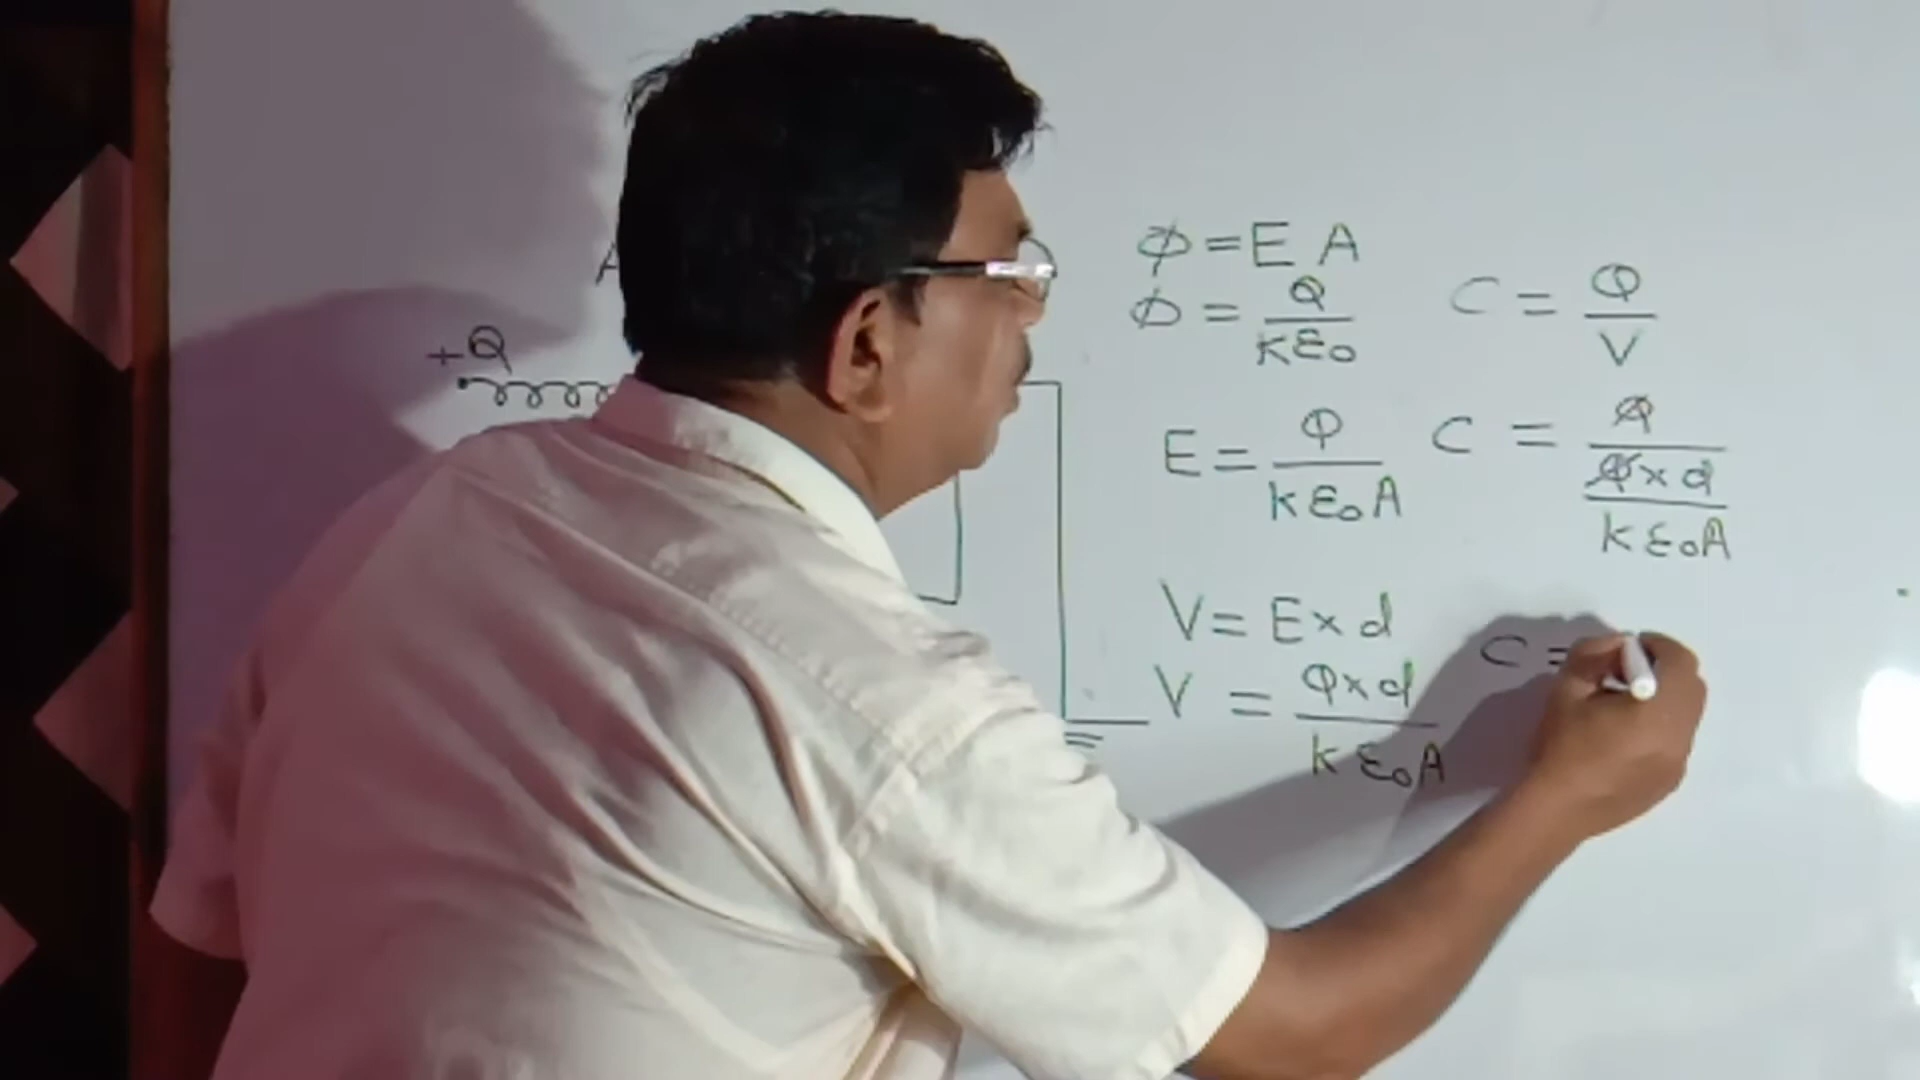 A
+Q
ϕ = E A
ϕ = Q / kε₀
E = Q / kε₀A
V = E × d
V = Q × d / kε₀A
C = Q / V
C = Q / (Q × d / kε₀A)
C =